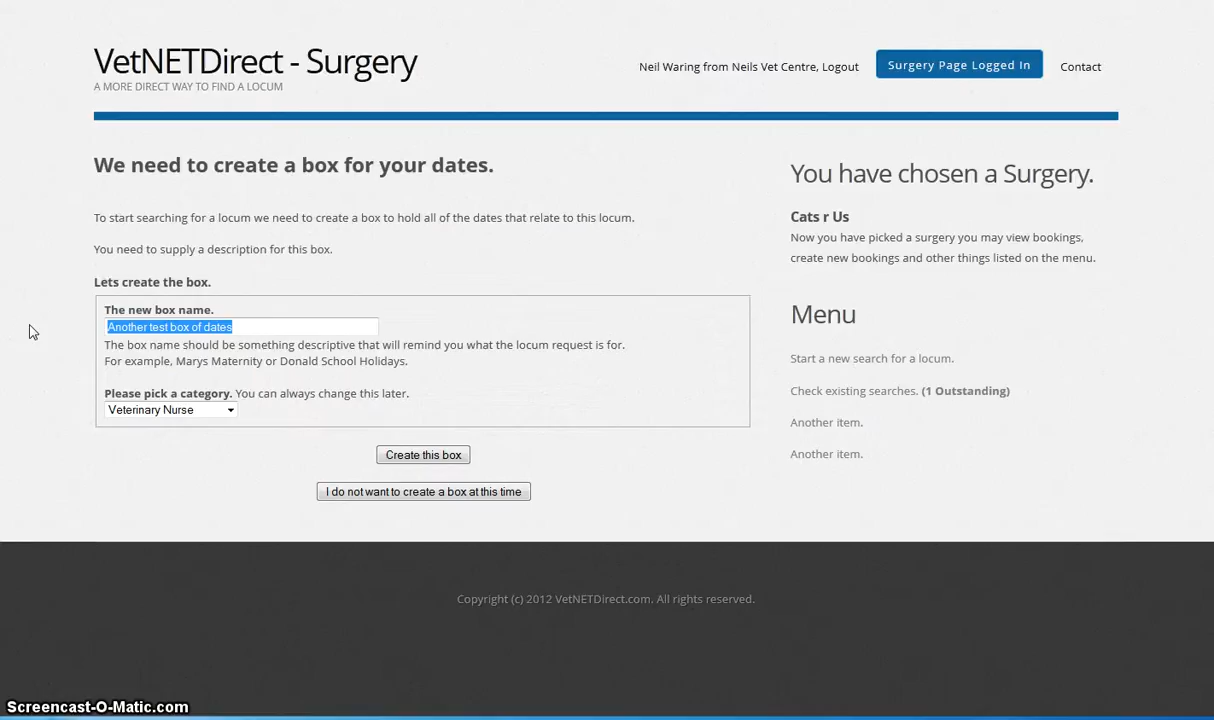 VetNETDirect - Surgery
A MORE DIRECT WAY TO FIND A LOCUM
Neil Waring from Neils Vet Centre, Logout
Surgery Page Logged In
Contact
We need to create a box for your dates.
To start searching for a locum we need to create a box to hold all of the dates that relate to this locum.
You need to supply a description for this box.
Lets create the box.
The new box name.
Another test box of dates
The box name should be something descriptive that will remind you what the locum request is for.
For example, Marys Maternity or Donald School Holidays.
Please pick a category. You can always change this later.
Veterinary Nurse
Create this box
I do not want to create a box at this time
You have chosen a Surgery.
Cats r Us
Now you have picked a surgery you may view bookings,
create new bookings and other things listed on the menu.
Menu
Start a new search for a locum.
Check existing searches. (1 Outstanding)
Another item.
Another item.
Copyright (c) 2012 VetNETDirect.com. All rights reserved.
Screencast-O-Matic.com